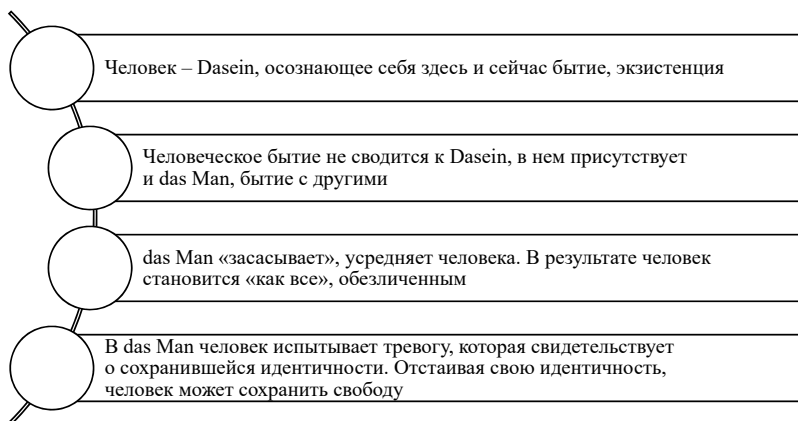 Человек – Dasein, осознающее себя здесь и сейчас бытие, экзистенция
Человеческое бытие не сводится к Dasein, в нем присутствует
и das Man, бытие с другими
das Man «засасывает», усредняет человека. В результате человек
становится «как все», обезличенным
В das Man человек испытывает тревогу, которая свидетельствует
о сохранившейся идентичности. Отстаивая свою идентичность,
человек может сохранить свободу